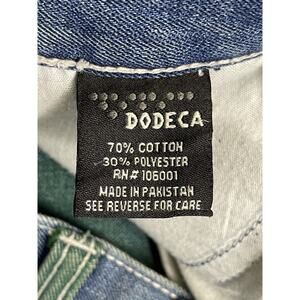 DODECA
70% COTTON
30% POLYESTER
RN# 106001
MADE IN PAKISTAN
SEE REVERSE FOR CARE